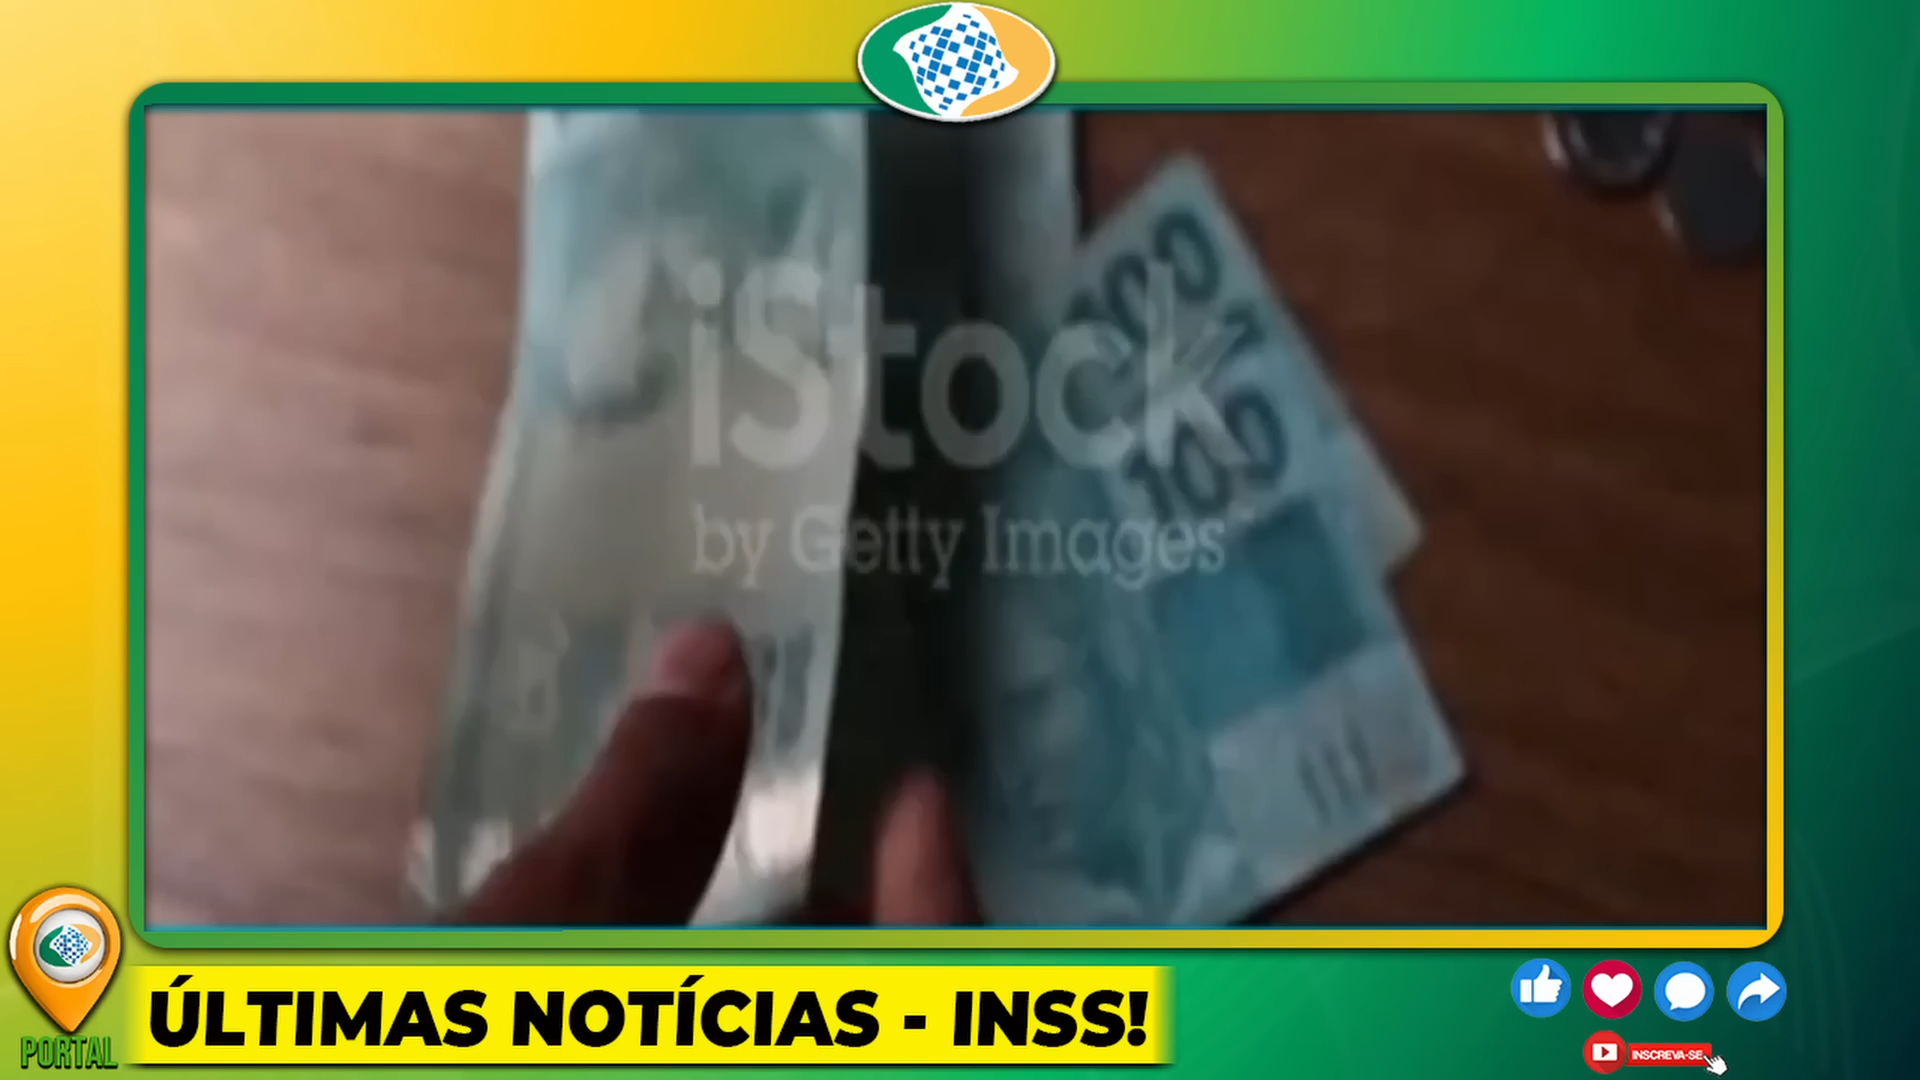 100
100
iStock
by Getty Images
PORTAL
ÚLTIMAS NOTÍCIAS - INSS!
INSCREVA-SE